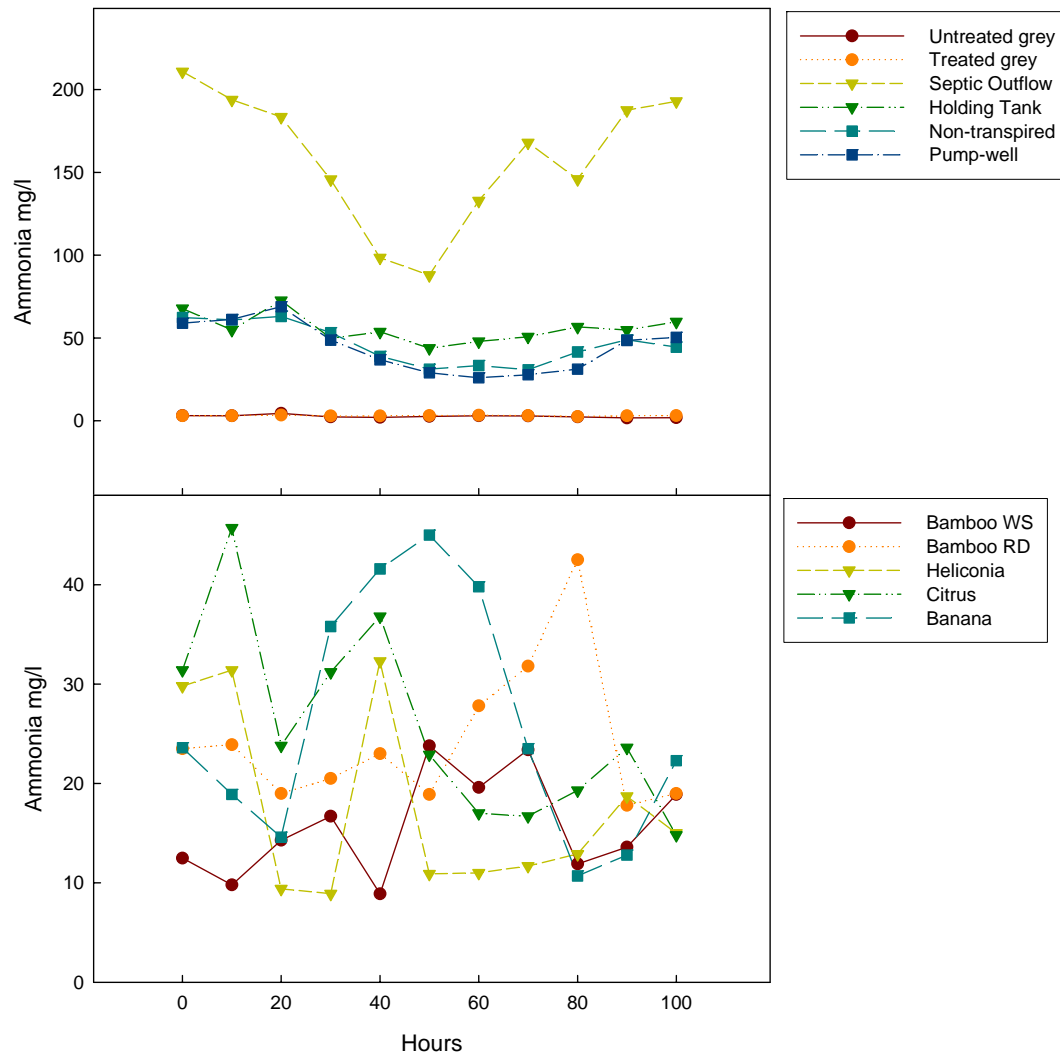 Ammonia mg/l
200
150
100
50
0
Untreated grey
Treated grey
Septic Outflow
Holding Tank
Non-transpired
Pump-well
Ammonia mg/l
40
30
20
10
0
Bamboo WS
Bamboo RD
Heliconia
Citrus
Banana
0 20 40 60 80 100
Hours